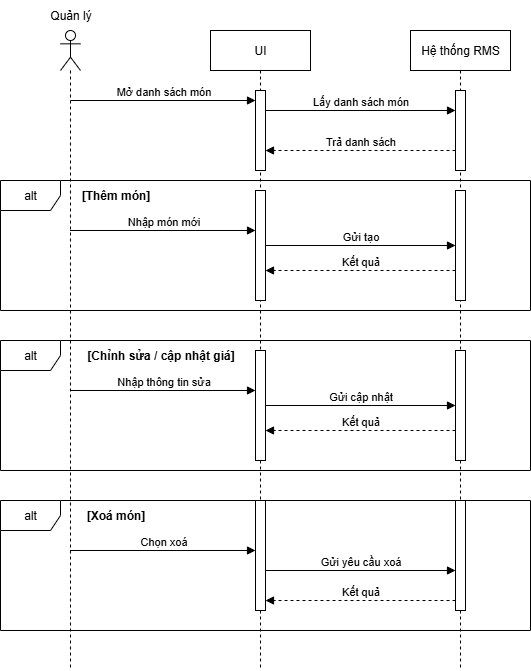 Quản lý
UI
Hệ thống RMS
Mở danh sách món
Lấy danh sách món
Trả danh sách
alt
[Thêm món]
Nhập món mới
Gửi tạo
Kết quả
alt
[Chỉnh sửa / cập nhật giá]
Nhập thông tin sửa
Gửi cập nhật
Kết quả
alt
[Xoá món]
Chọn xoá
Gửi yêu cầu xoá
Kết quả